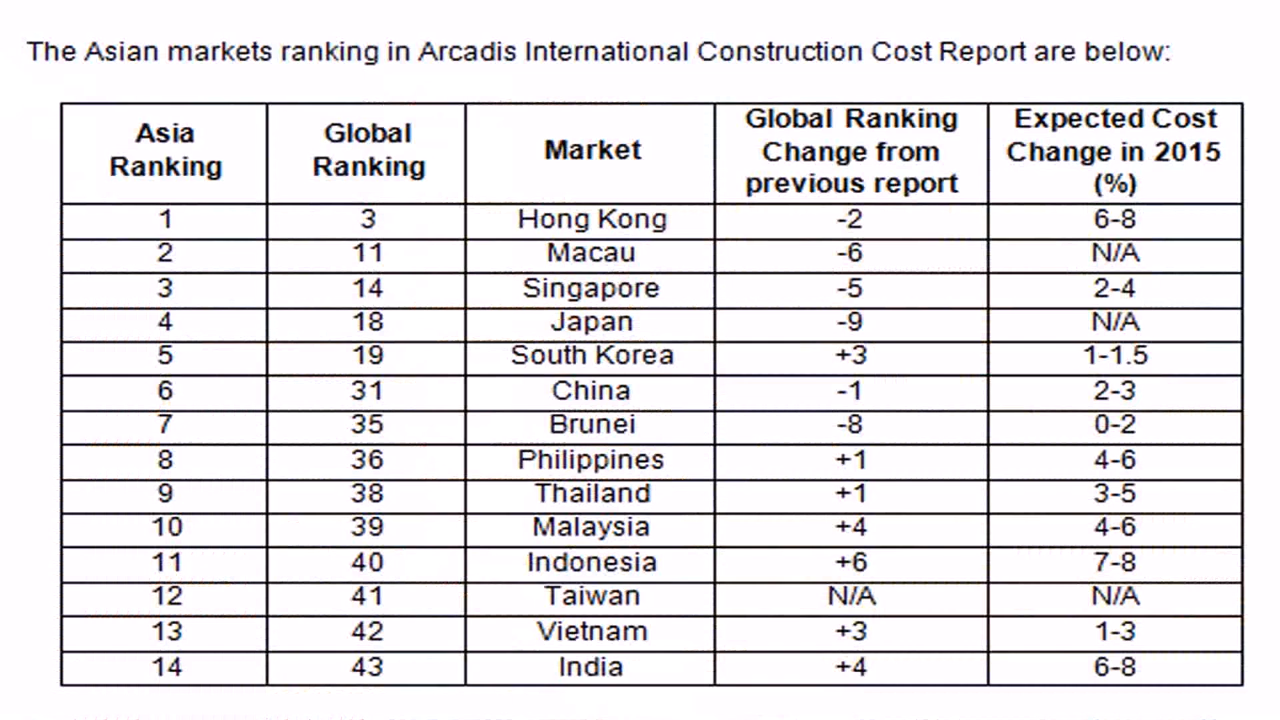 The Asian markets ranking in Arcadis International Construction Cost Report are below:
Asia Ranking Global Ranking Market Global Ranking Change from previous report Expected Cost Change in 2015 (%)
1 3 Hong Kong -2 6-8
2 11 Macau -6 N/A
3 14 Singapore -5 2-4
4 18 Japan -9 N/A
5 19 South Korea +3 1-1.5
6 31 China -1 2-3
7 35 Brunei -8 0-2
8 36 Philippines +1 4-6
9 38 Thailand +1 3-5
10 39 Malaysia +4 4-6
11 40 Indonesia +6 7-8
12 41 Taiwan N/A N/A
13 42 Vietnam +3 1-3
14 43 India +4 6-8